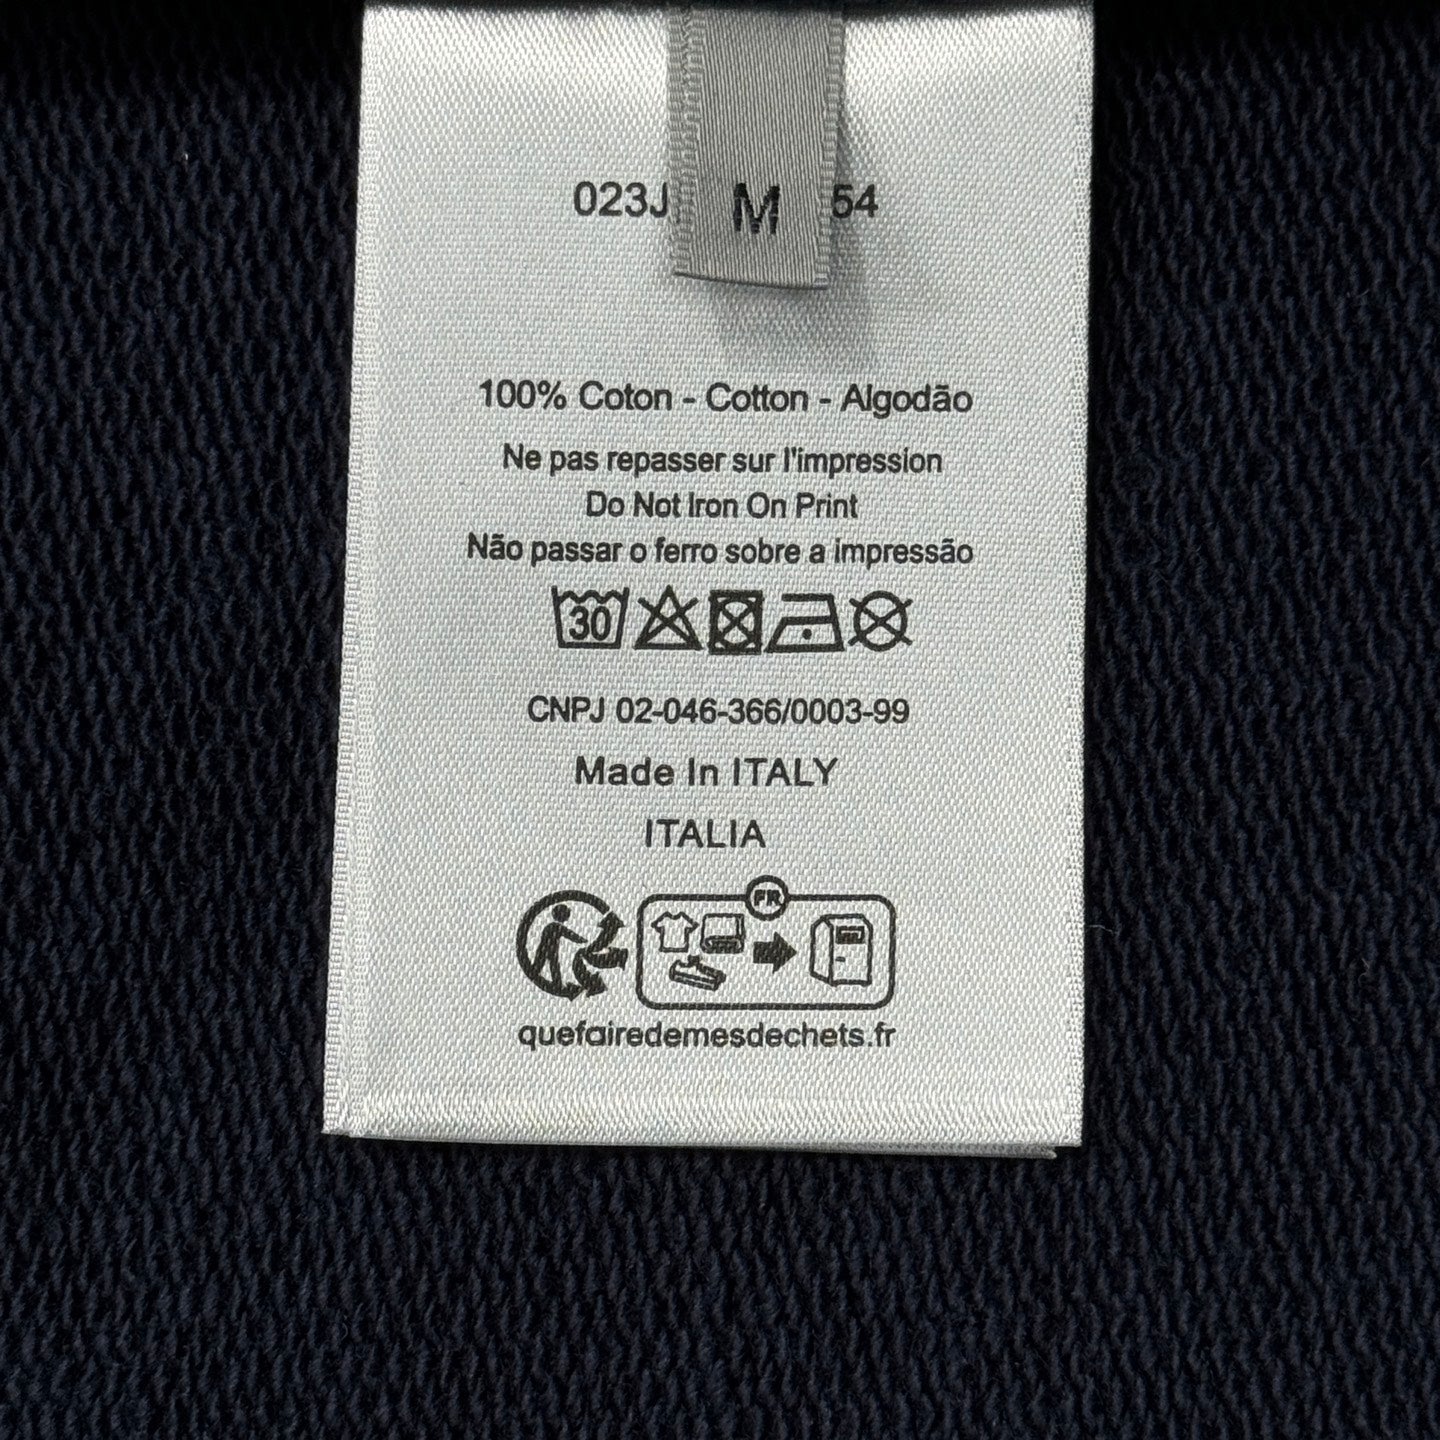 023J M 54
100% Coton - Cotton - Algodão
Ne pas repasser sur l'impression
Do Not Iron On Print
Não passar o ferro sobre a impressão
30
CNPJ 02-046-366/0003-99
Made In ITALY
ITALIA
FR
quefairedemesdechets.fr